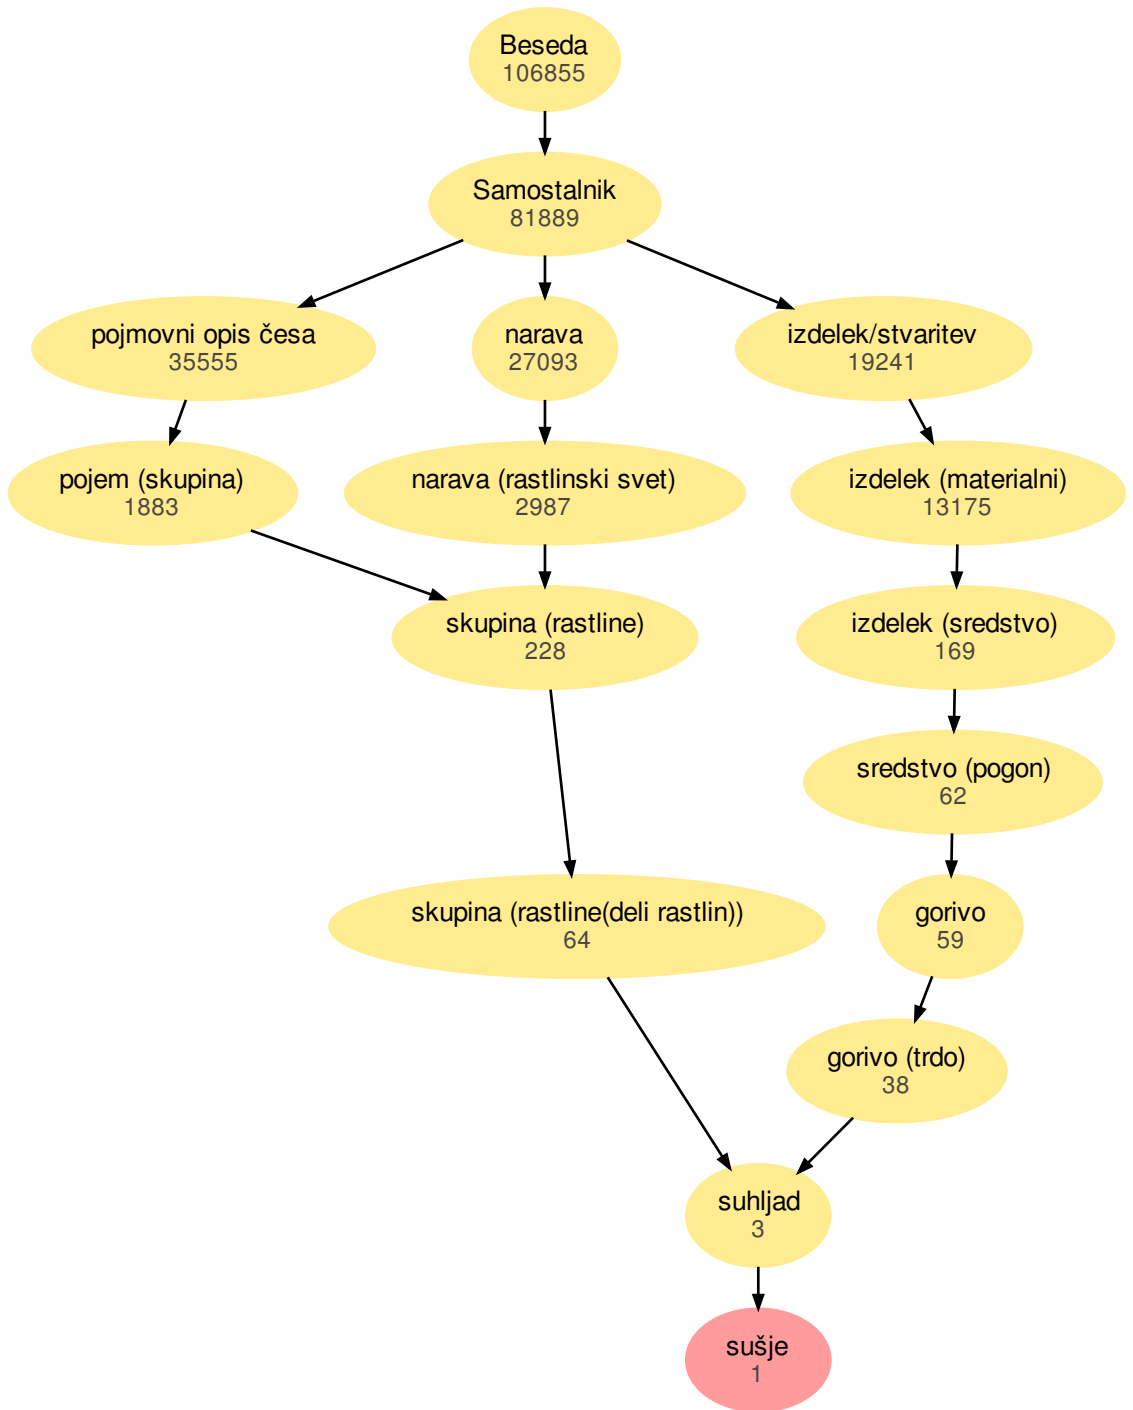 Beseda
106855
Samostalnik
81889
pojmovni opis česa
35555
narava
27093
izdelek/stvaritev
19241
pojem (skupina)
1883
narava (rastlinski svet)
2987
izdelek (materialni)
13175
skupina (rastline)
228
izdelek (sredstvo)
169
sredstvo (pogon)
62
skupina (rastline(deli rastlin))
64
gorivo
59
gorivo (trdo)
38
suhljad
3
sušje
1